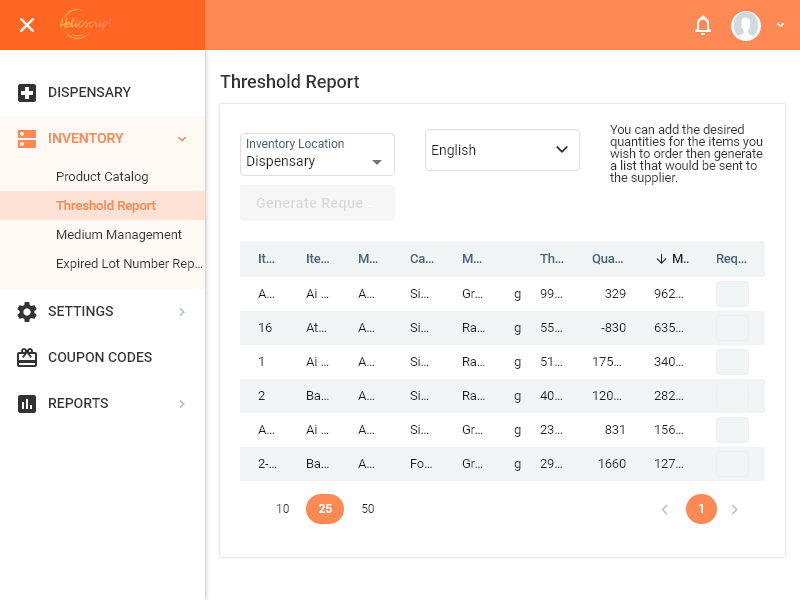 Helioscript
DISPENSARY
INVENTORY
Product Catalog
Threshold Report
Medium Management
Expired Lot Number Rep...
SETTINGS
COUPON CODES
REPORTS
Threshold Report
Inventory Location
Dispensary
English
You can add the desired
quantities for the items you
wish to order then generate
a list that would be sent to
the supplier.
Generate Reque...
It... Ite... M... Ca... M... Th... Qua... M.. Req...
A... Ai ... A... Si... Gr... g 99... 329 962...
16 At... A... Si... Ra... g 55... -830 635...
1 Ai ... A... Si... Ra... g 51... 175... 340...
2 Ba... A... Si... Ra... g 40... 120... 282...
A... Ai ... A... Si... Gr... g 23... 831 156...
2-... Ba... A... Fo... Gr... g 29... 1660 127...
10 25 50 1